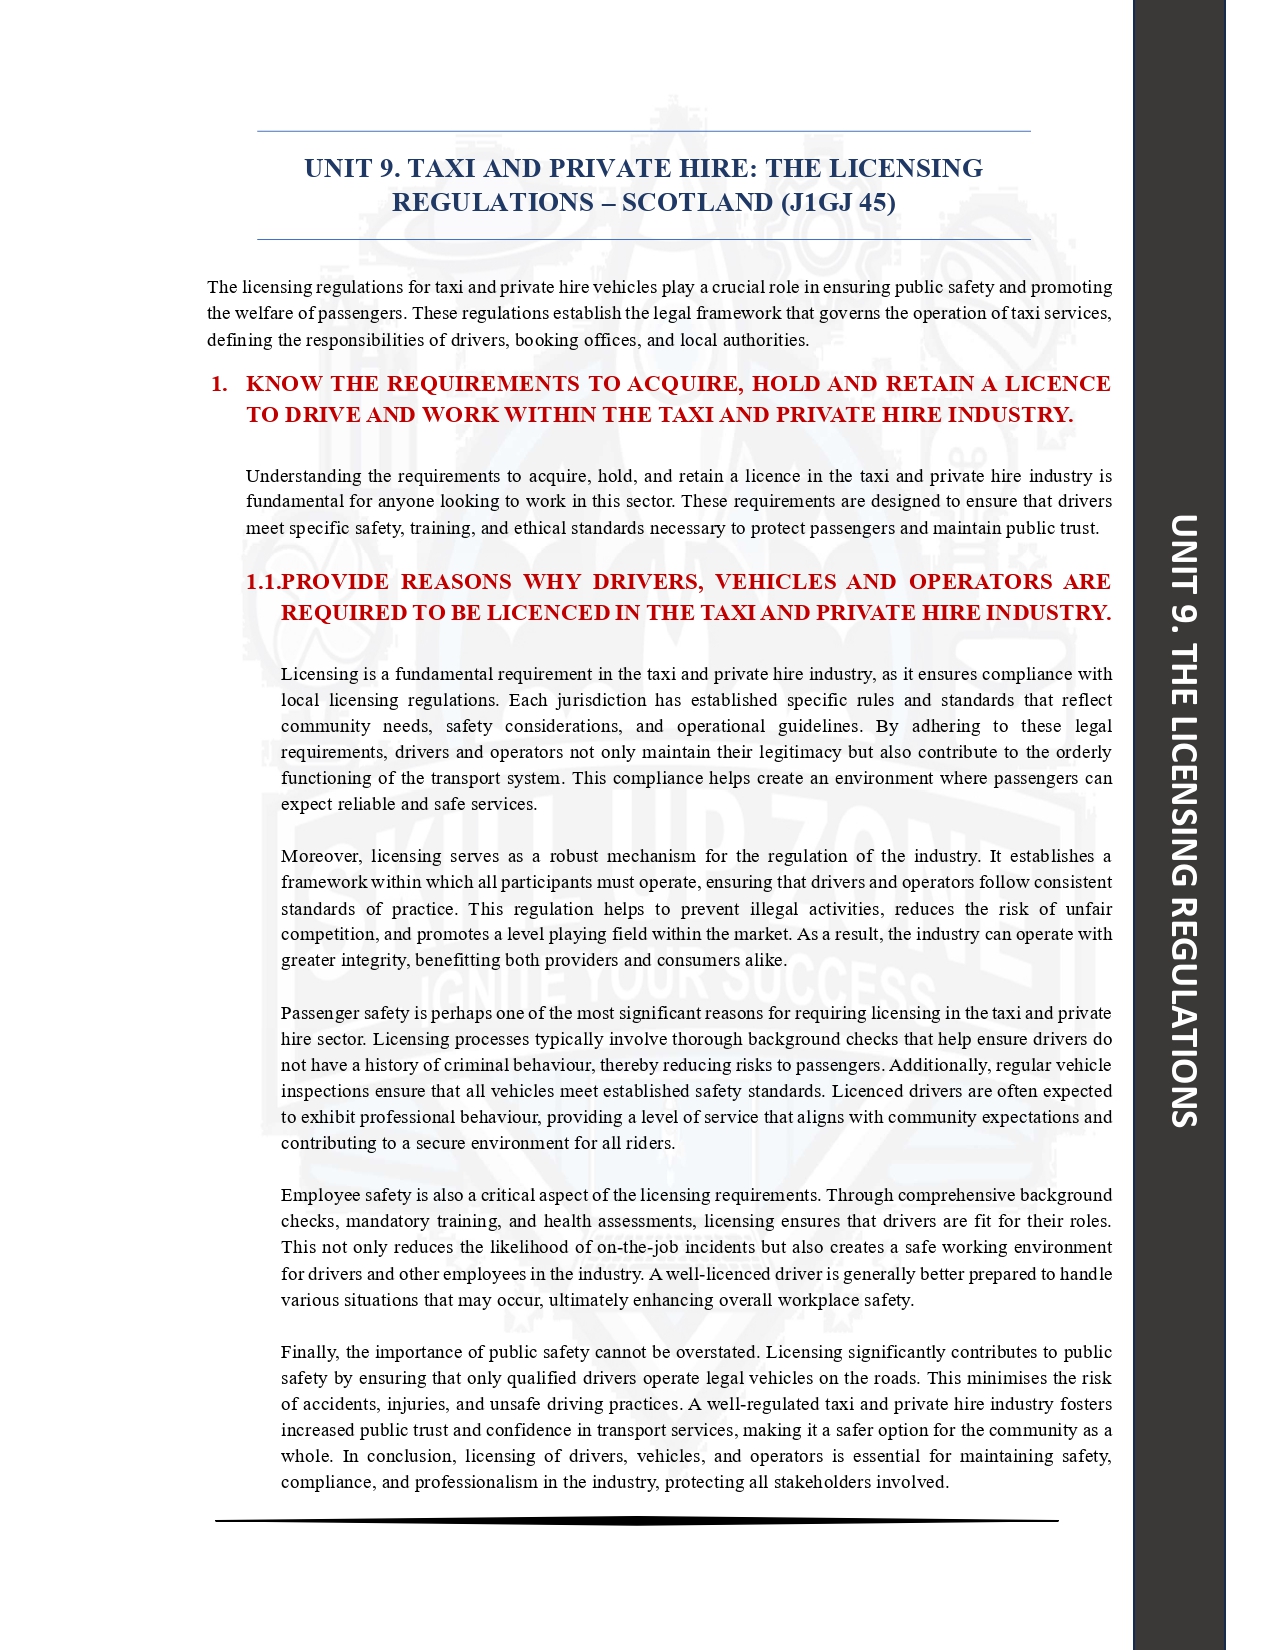 UNIT 9. TAXI AND PRIVATE HIRE: THE LICENSING
REGULATIONS – SCOTLAND (J1GJ 45)
The licensing regulations for taxi and private hire vehicles play a crucial role in ensuring public safety and promoting
the welfare of passengers. These regulations establish the legal framework that governs the operation of taxi services,
defining the responsibilities of drivers, booking offices, and local authorities.
1. KNOW THE REQUIREMENTS TO ACQUIRE, HOLD AND RETAIN A LICENCE
TO DRIVE AND WORK WITHIN THE TAXI AND PRIVATE HIRE INDUSTRY.
Understanding the requirements to acquire, hold, and retain a licence in the taxi and private hire industry is
fundamental for anyone looking to work in this sector. These requirements are designed to ensure that drivers
meet specific safety, training, and ethical standards necessary to protect passengers and maintain public trust.
1.1.PROVIDE REASONS WHY DRIVERS, VEHICLES AND OPERATORS ARE
REQUIRED TO BE LICENCED IN THE TAXI AND PRIVATE HIRE INDUSTRY.
Licensing is a fundamental requirement in the taxi and private hire industry, as it ensures compliance with
local licensing regulations. Each jurisdiction has established specific rules and standards that reflect
community needs, safety considerations, and operational guidelines. By adhering to these legal
requirements, drivers and operators not only maintain their legitimacy but also contribute to the orderly
functioning of the transport system. This compliance helps create an environment where passengers can
expect reliable and safe services.
Moreover, licensing serves as a robust mechanism for the regulation of the industry. It establishes a
framework within which all participants must operate, ensuring that drivers and operators follow consistent
standards of practice. This regulation helps to prevent illegal activities, reduces the risk of unfair
competition, and promotes a level playing field within the market. As a result, the industry can operate with
greater integrity, benefitting both providers and consumers alike.
Passenger safety is perhaps one of the most significant reasons for requiring licensing in the taxi and private
hire sector. Licensing processes typically involve thorough background checks that help ensure drivers do
not have a history of criminal behaviour, thereby reducing risks to passengers. Additionally, regular vehicle
inspections ensure that all vehicles meet established safety standards. Licenced drivers are often expected
to exhibit professional behaviour, providing a level of service that aligns with community expectations and
contributing to a secure environment for all riders.
Employee safety is also a critical aspect of the licensing requirements. Through comprehensive background
checks, mandatory training, and health assessments, licensing ensures that drivers are fit for their roles.
This not only reduces the likelihood of on-the-job incidents but also creates a safe working environment
for drivers and other employees in the industry. A well-licenced driver is generally better prepared to handle
various situations that may occur, ultimately enhancing overall workplace safety.
Finally, the importance of public safety cannot be overstated. Licensing significantly contributes to public
safety by ensuring that only qualified drivers operate legal vehicles on the roads. This minimises the risk
of accidents, injuries, and unsafe driving practices. A well-regulated taxi and private hire industry fosters
increased public trust and confidence in transport services, making it a safer option for the community as a
whole. In conclusion, licensing of drivers, vehicles, and operators is essential for maintaining safety,
compliance, and professionalism in the industry, protecting all stakeholders involved.
SKILL UP ZONE
IGNITE YOUR SUCCESS
UNIT 9. THE LICENSING REGULATIONS